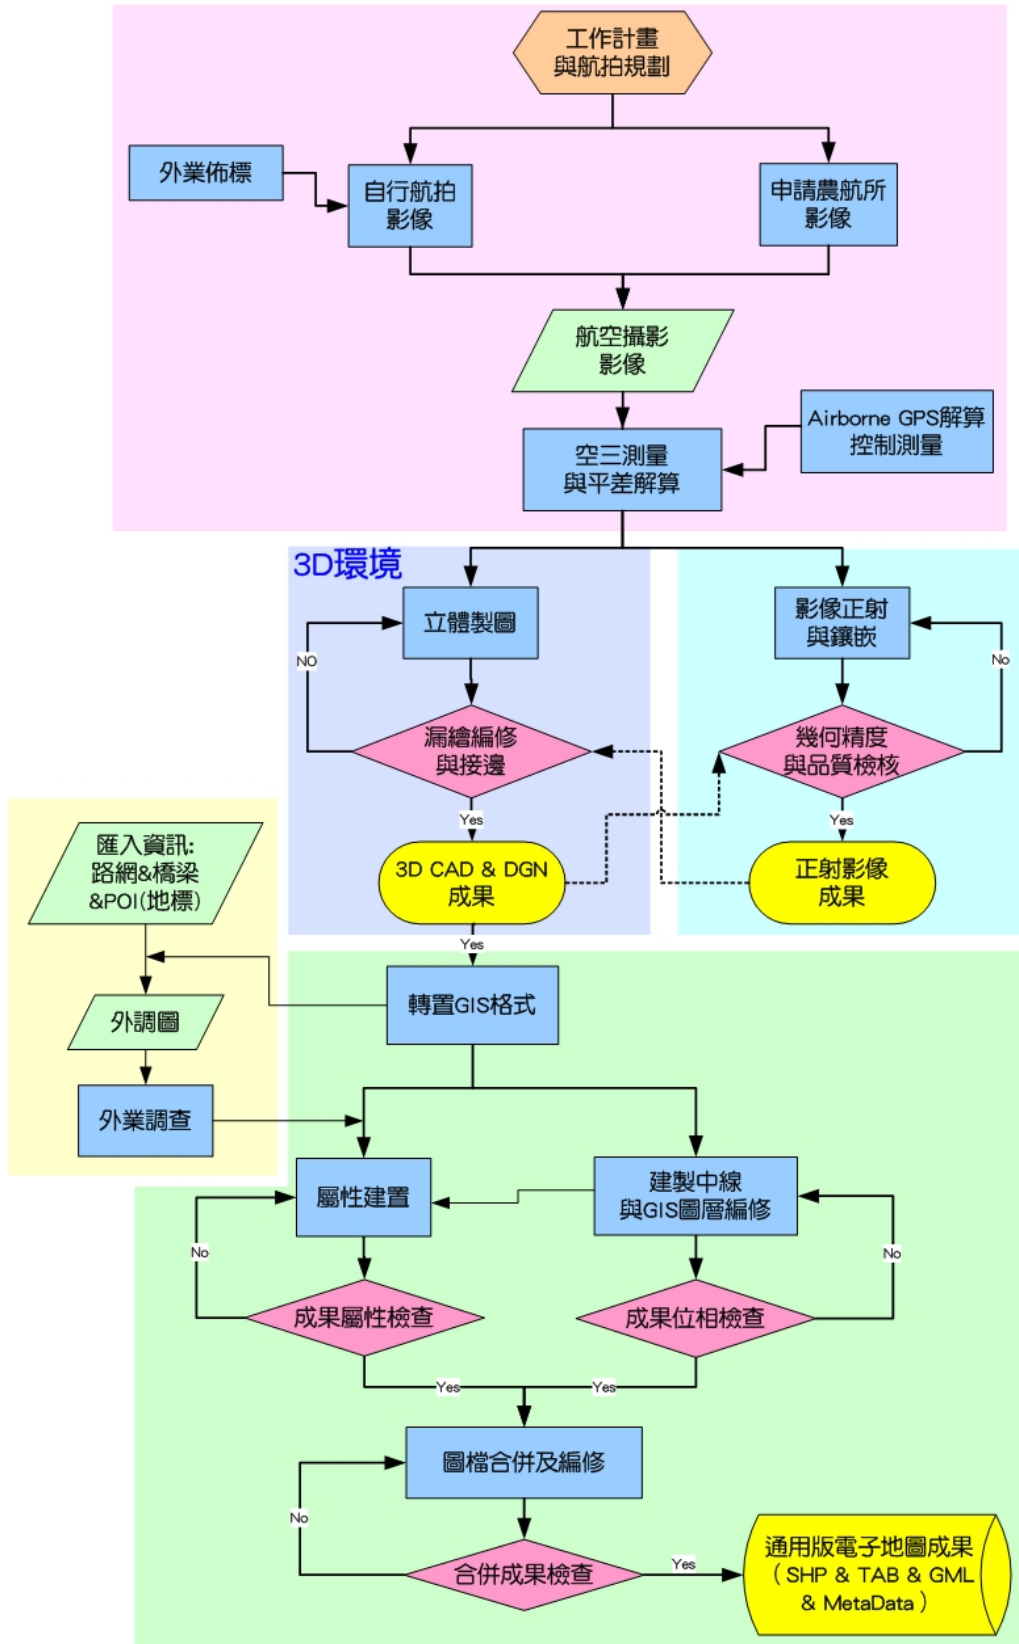 工作計畫
與航拍規劃
外業佈標
自行航拍
影像
申請農航所
影像
航空攝影
影像
Airborne GPS解算
控制測量
空三測量
與平差解算
3D環境
立體製圖
影像正射
與鑲嵌
NO
No
漏繪編修
與接邊
幾何精度
與品質檢核
Yes
Yes
匯入資訊:
路網&橋梁
&POI(地標)
3D CAD & DGN
成果
正射影像
成果
Yes
轉置GIS格式
外調圖
外業調查
屬性建置
建製中線
與GIS圖層編修
No
No
成果屬性檢查
成果位相檢查
Yes
Yes
圖檔合併及編修
No
合併成果檢查
Yes
通用版電子地圖成果
(SHP & TAB & GML
& MetaData)